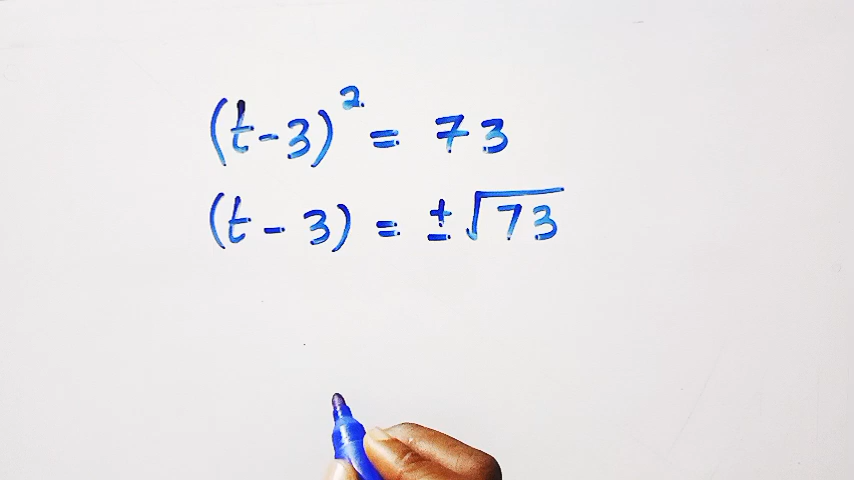 (t-3)² = 73
(t - 3) = ±√73